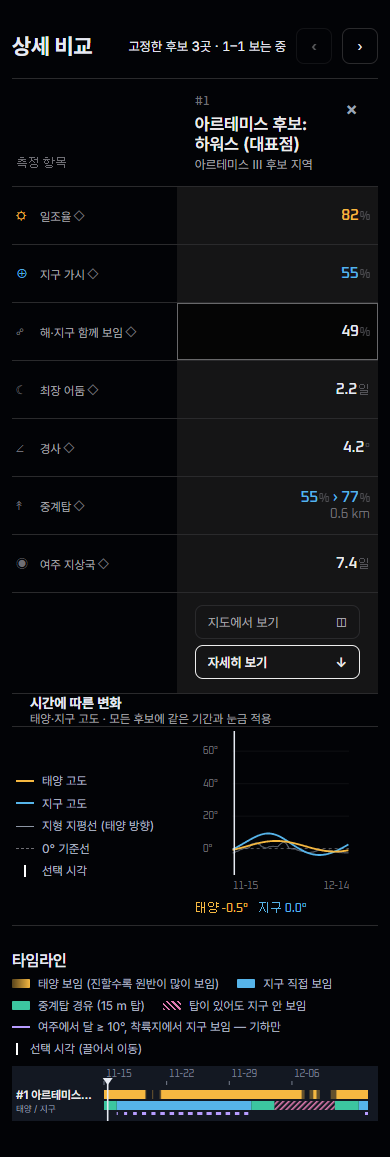 상세 비교
고정한 후보 3곳 · 1–1 보는 중
#1
아르테미스 후보:
하워스 (대표점)
아르테미스 III 후보 지역
측정 항목
일조율 82%
지구 가시 55%
해·지구 함께 보임 49%
최장 어둠 2.2일
경사 4.2°
중계탑 55% › 77%
0.6 km
여주 지상국 7.4일
지도에서 보기
자세히 보기
시간에 따른 변화
태양·지구 고도 · 모든 후보에 같은 기간과 눈금 적용
태양 고도
지구 고도
지형 지평선 (태양 방향)
0° 기준선
선택 시각
60°
40°
20°
0°
11-15 12-14
태양 -0.5° 지구 0.0°
타임라인
태양 보임 (진할수록 원반이 많이 보임) 지구 직접 보임
중계탑 경유 (15 m 탑) 탑이 있어도 지구 안 보임
여주에서 달 ≥ 10°, 착륙지에서 지구 보임 — 기하만
선택 시각 (끌어서 이동)
11-15 11-22 11-29 12-06
#1 아르테미스...
태양 / 지구